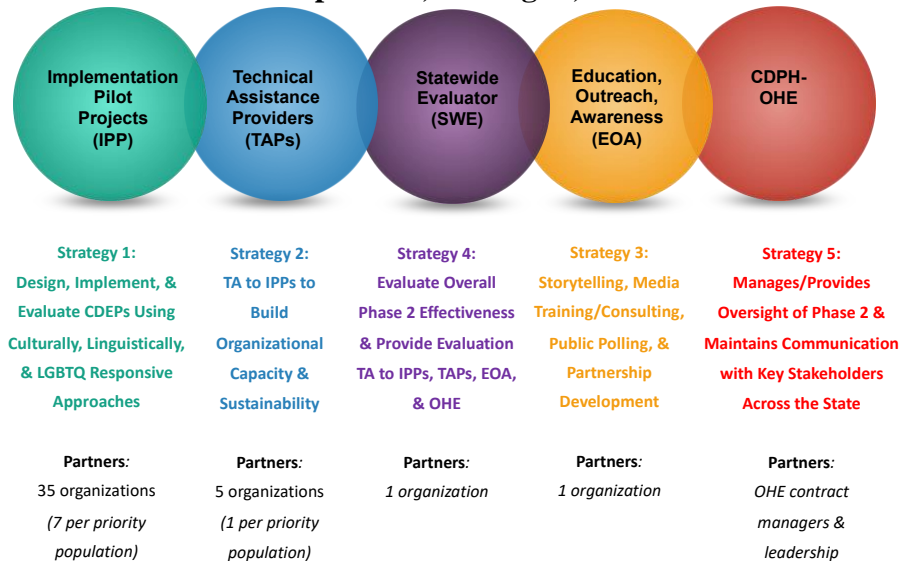 Implementation
Pilot
Projects
(IPP)
Technical
Assistance
Providers
(TAPs)
Statewide
Evaluator
(SWE)
Education,
Outreach,
Awareness
(EOA)
CDPH-
OHE
Strategy 1:
Design, Implement, &
Evaluate CDEPs Using
Culturally, Linguistically,
& LGBTQ Responsive
Approaches
Strategy 2:
TA to IPPs to
Build
Organizational
Capacity &
Sustainability
Strategy 4:
Evaluate Overall
Phase 2 Effectiveness
& Provide Evaluation
TA to IPPs, TAPs, EOA,
& OHE
Strategy 3:
Storytelling, Media
Training/Consulting,
Public Polling, &
Partnership
Development
Strategy 5:
Manages/Provides
Oversight of Phase 2 &
Maintains Communication
with Key Stakeholders
Across the State
Partners:
35 organizations
(7 per priority
population)
Partners:
5 organizations
(1 per priority
population)
Partners:
1 organization
Partners:
1 organization
Partners:
OHE contract
managers &
leadership